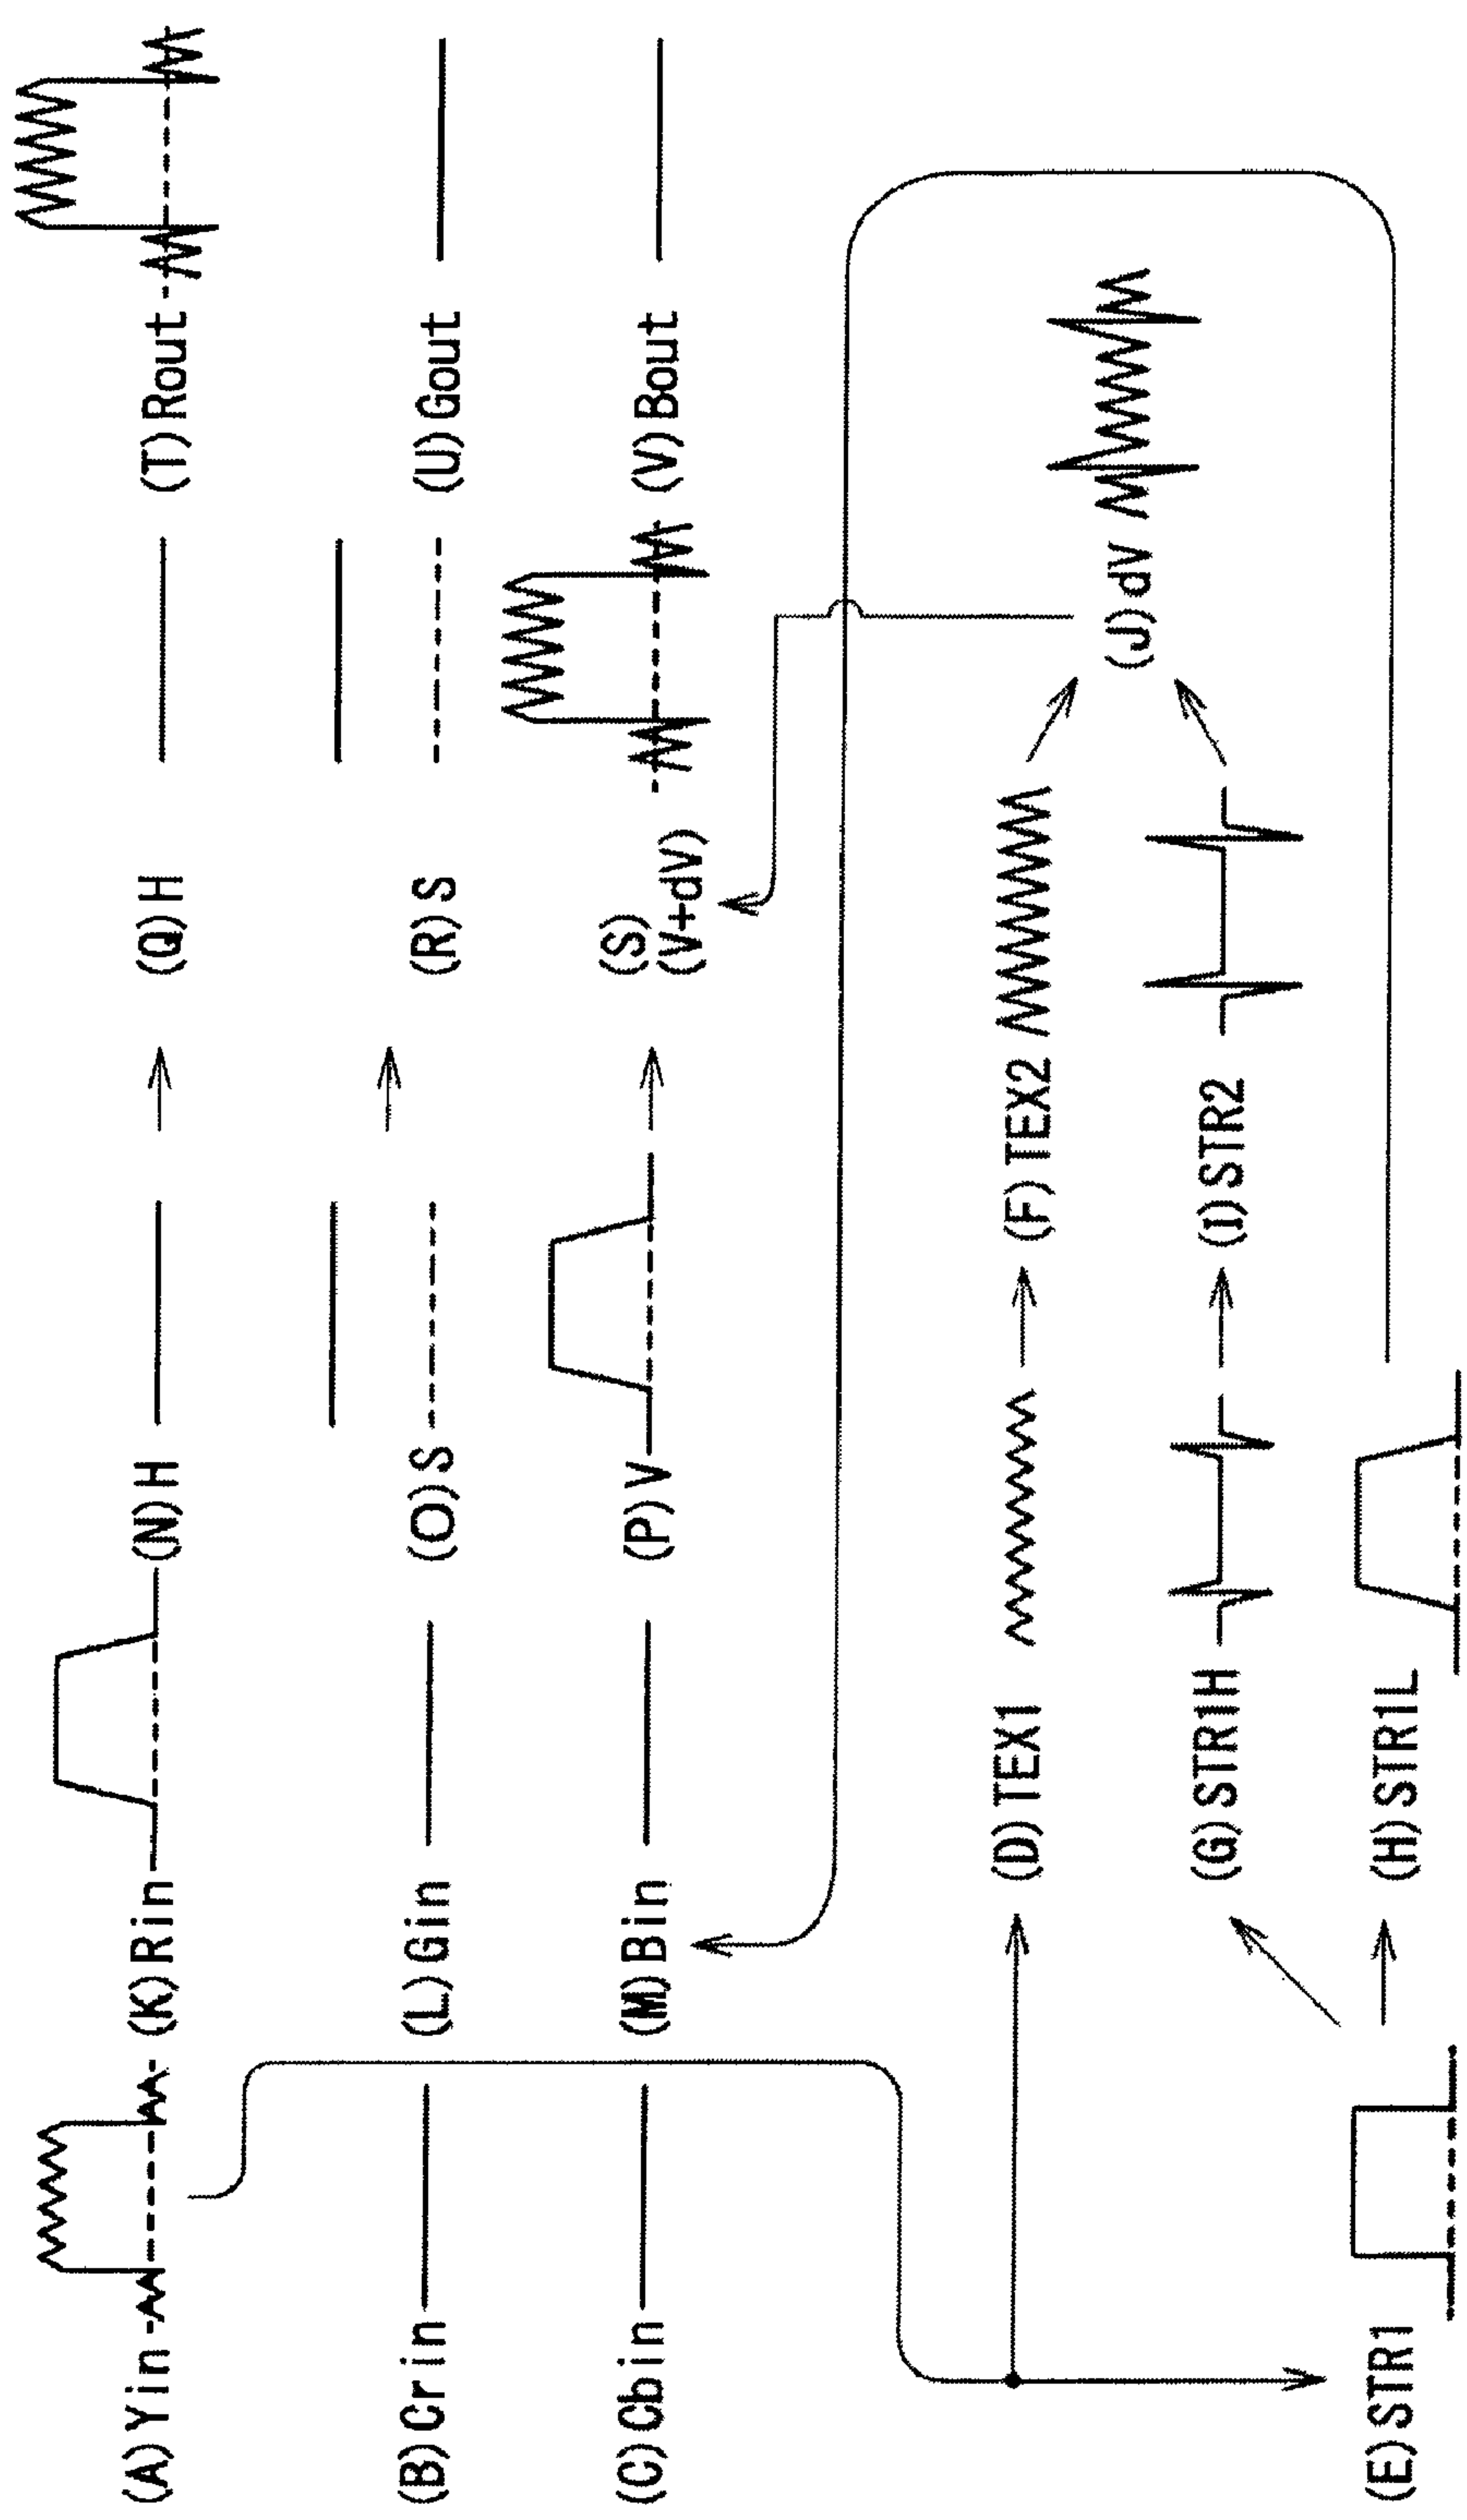 (A)Yin
(B)Crin
(C)Cbin
(K)Rin
(L)Gin
(M)Bin
(N)H
(O)S
(P)V
(Q)H
(R)S
(S)
(V+dV)
(T)Rout
(U)Gout
(V)Bout
(D)TEX1
(F)TEX2
(G)STR1H
(I)STR2
(J)dV
(E)STR1
(H)STR1L